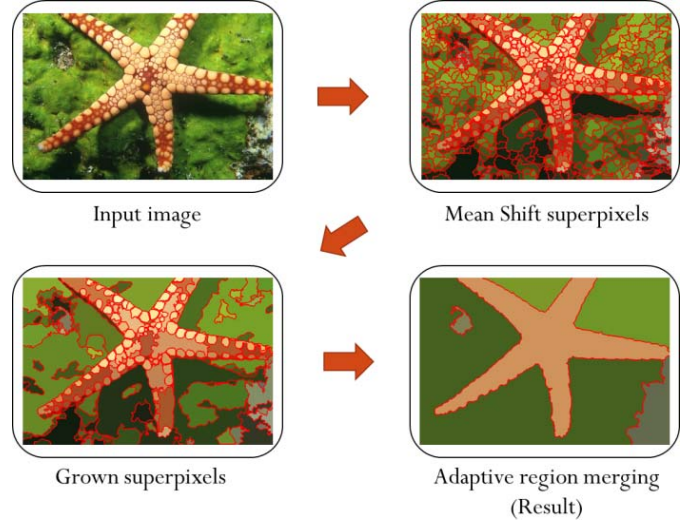 Input image
Mean Shift superpixels
Grown superpixels
Adaptive region merging
(Result)